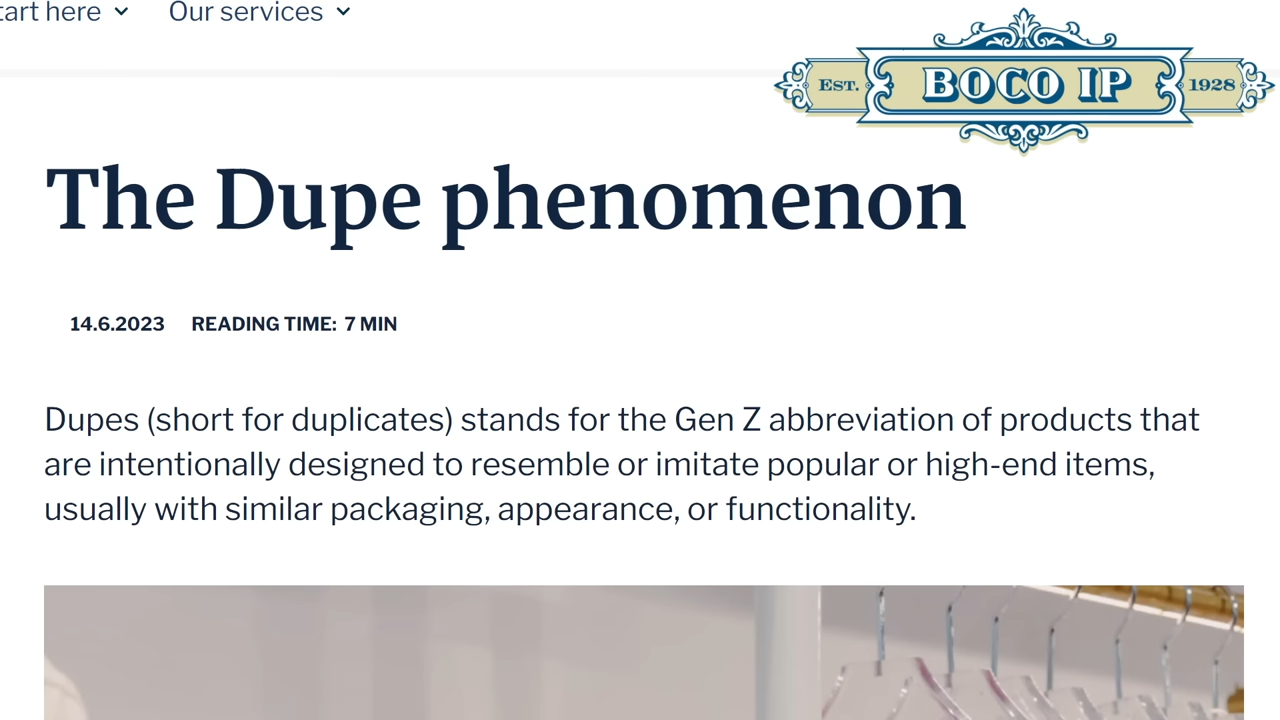 Our services
EST. BOCO IP 1928
The Dupe phenomenon
14.6.2023 READING TIME: 7 MIN
Dupes (short for duplicates) stands for the Gen Z abbreviation of products that
are intentionally designed to resemble or imitate popular or high-end items,
usually with similar packaging, appearance, or functionality.